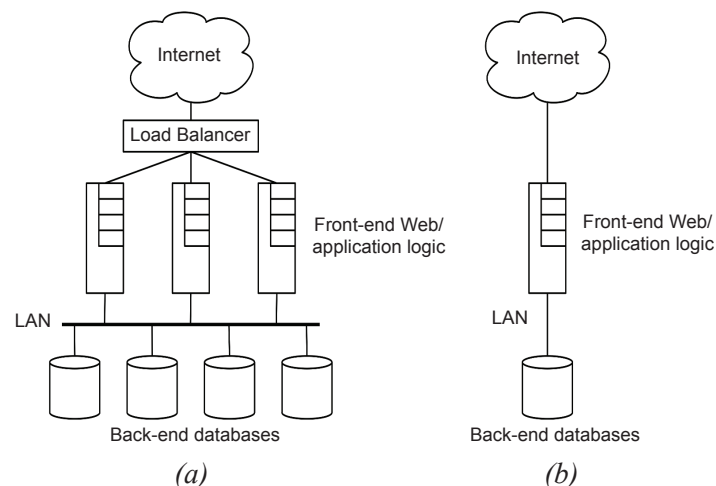 Internet
Load Balancer
Front-end Web/
application logic
LAN
Back-end databases
(a)
Internet
Front-end Web/
application logic
LAN
Back-end databases
(b)